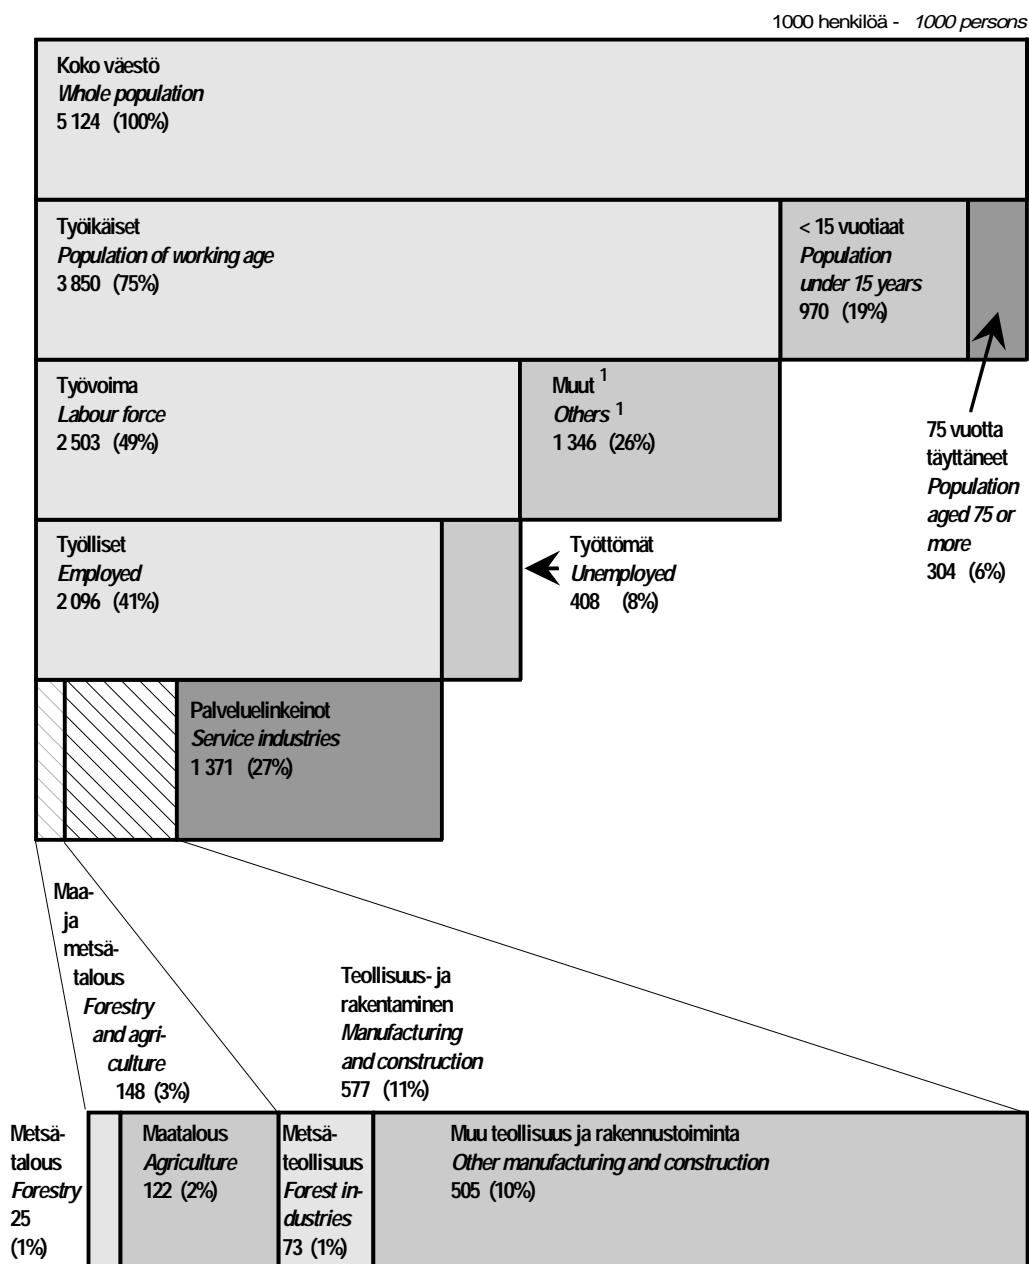 1000 henkilöä - 1000 persons
Koko väestö
Whole population
5 124 (100%)
Työikäiset
Population of working age
3 850 (75%)
< 15 vuotiaat
Population
under 15 years
970 (19%)
75 vuotta
täyttäneet
Population
aged 75 or
more
304 (6%)
Työvoima
Labour force
2 503 (49%)
Muut 1
Others 1
1 346 (26%)
Työlliset
Employed
2 096 (41%)
Työttömät
Unemployed
408 (8%)
Palveluelinkeinot
Service industries
1 371 (27%)
Maa-
ja
metsä-
talous
Forestry
and agri-
culture
148 (3%)
Teollisuus- ja
rakentaminen
Manufacturing
and construction
577 (11%)
Metsä-
talous
Forestry
25
(1%)
Maatalous
Agriculture
122 (2%)
Metsä-
teollisuus
Forest in-
dustries
73 (1%)
Muu teollisuus ja rakennustoiminta
Other manufacturing and construction
505 (10%)